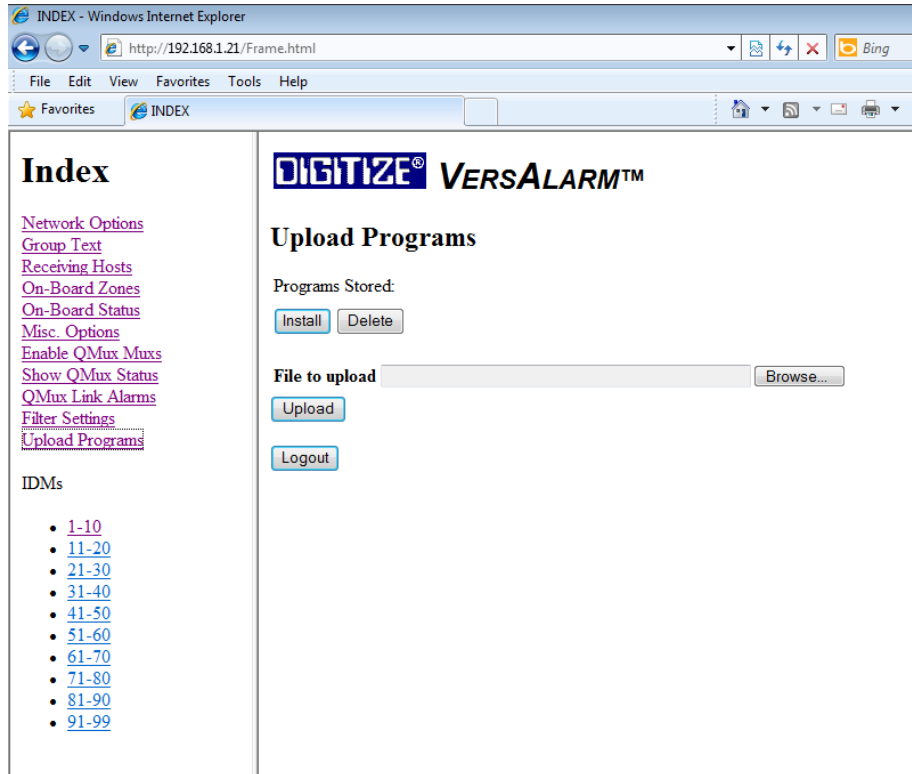 INDEX - Windows Internet Explorer
http://192.168.1.21/Frame.html
Bing
File Edit View Favorites Tools Help
Favorites
INDEX
Index
Network Options
Group Text
Receiving Hosts
On-Board Zones
On-Board Status
Misc. Options
Enable QMux Muxs
Show QMux Status
QMux Link Alarms
Filter Settings
Upload Programs
IDMs
• 1-10
• 11-20
• 21-30
• 31-40
• 41-50
• 51-60
• 61-70
• 71-80
• 81-90
• 91-99
DIGITIZE® VERSALARM™
Upload Programs
Programs Stored:
Install Delete
File to upload Browse...
Upload
Logout